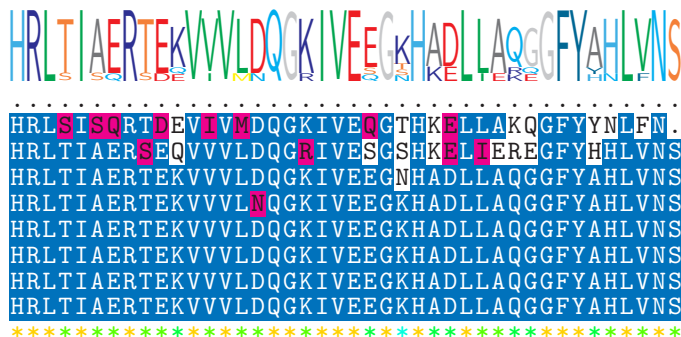 HRLTIAERTEKVVVLDQGKIVEEGKHADLLAQGGFYAHLVNS
..........................................
HRLSISQRTDEVIVMDQGKIVEQGTHKELLAKQGFYYNLFN.
HRLTIAERSEQVVVLDQGRIVESGSHKELIEREGFYHHLVNS
HRLTIAERTEKVVVLDQGKIVEEGNHADLLAQGGFYAHLVNS
HRLTIAERTEKVVVLNQGKIVEEGKHADLLAQGGFYAHLVNS
HRLTIAERTEKVVVLDQGKIVEEGKHADLLAQGGFYAHLVNS
HRLTIAERTEKVVVLDQGKIVEEGKHADLLAQGGFYAHLVNS
HRLTIAERTEKVVVLDQGKIVEEGKHADLLAQGGFYAHLVNS
HRLTIAERTEKVVVLDQGKIVEEGKHADLLAQGGFYAHLVNS
******************************************